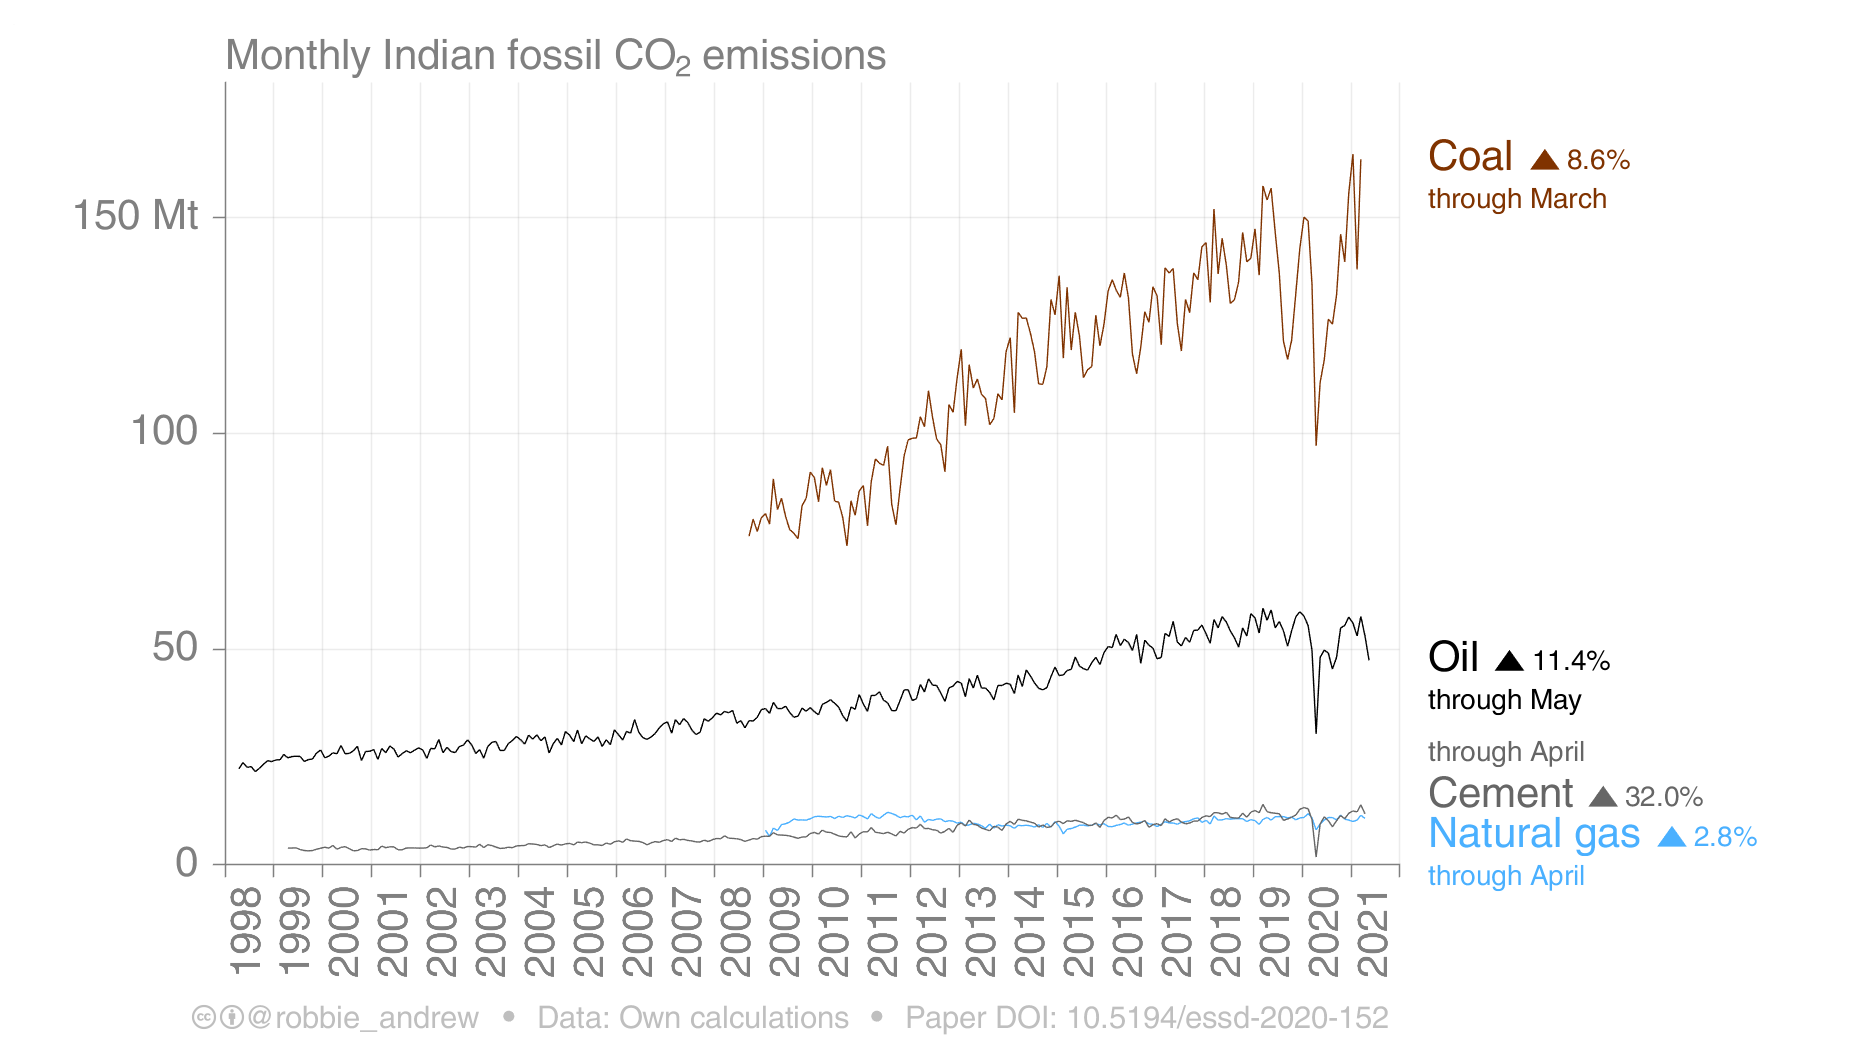 Monthly Indian fossil CO₂ emissions
150 Mt
100
50
0
Coal ▲ 8.6%
through March
Oil ▲ 11.4%
through May
through April
Cement ▲ 32.0%
Natural gas ▲ 2.8%
through April
1998 1999 2000 2001 2002 2003 2004 2005 2006 2007 2008 2009 2010 2011 2012 2013 2014 2015 2016 2017 2018 2019 2020 2021
cc @robbie_andrew • Data: Own calculations • Paper DOI: 10.5194/essd-2020-152